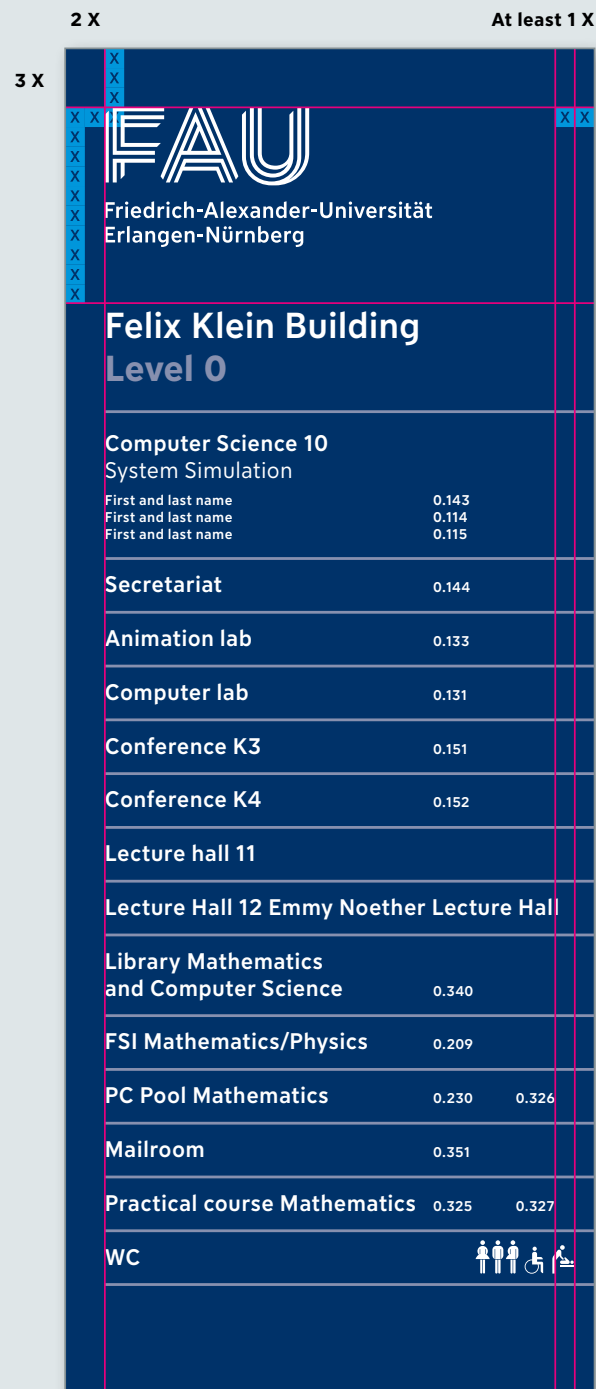 2 X At least 1 X
3 X
X
X
X
X X X X
X
X
X
X
X
X
X
X
X
FAU
Friedrich-Alexander-Universität
Erlangen-Nürnberg
Felix Klein Building
Level 0
Computer Science 10
System Simulation
First and last name 0.143
First and last name 0.114
First and last name 0.115
Secretariat 0.144
Animation lab 0.133
Computer lab 0.131
Conference K3 0.151
Conference K4 0.152
Lecture hall 11
Lecture Hall 12 Emmy Noether Lecture Hall
Library Mathematics
and Computer Science 0.340
FSI Mathematics/Physics 0.209
PC Pool Mathematics 0.230 0.326
Mailroom 0.351
Practical course Mathematics 0.325 0.327
WC